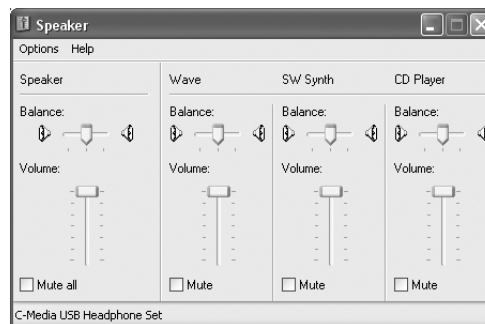 Speaker
Options Help
Speaker Wave SW Synth CD Player
Balance: Balance: Balance: Balance:
Volume: Volume: Volume: Volume:
Mute all Mute Mute Mute
C-Media USB Headphone Set